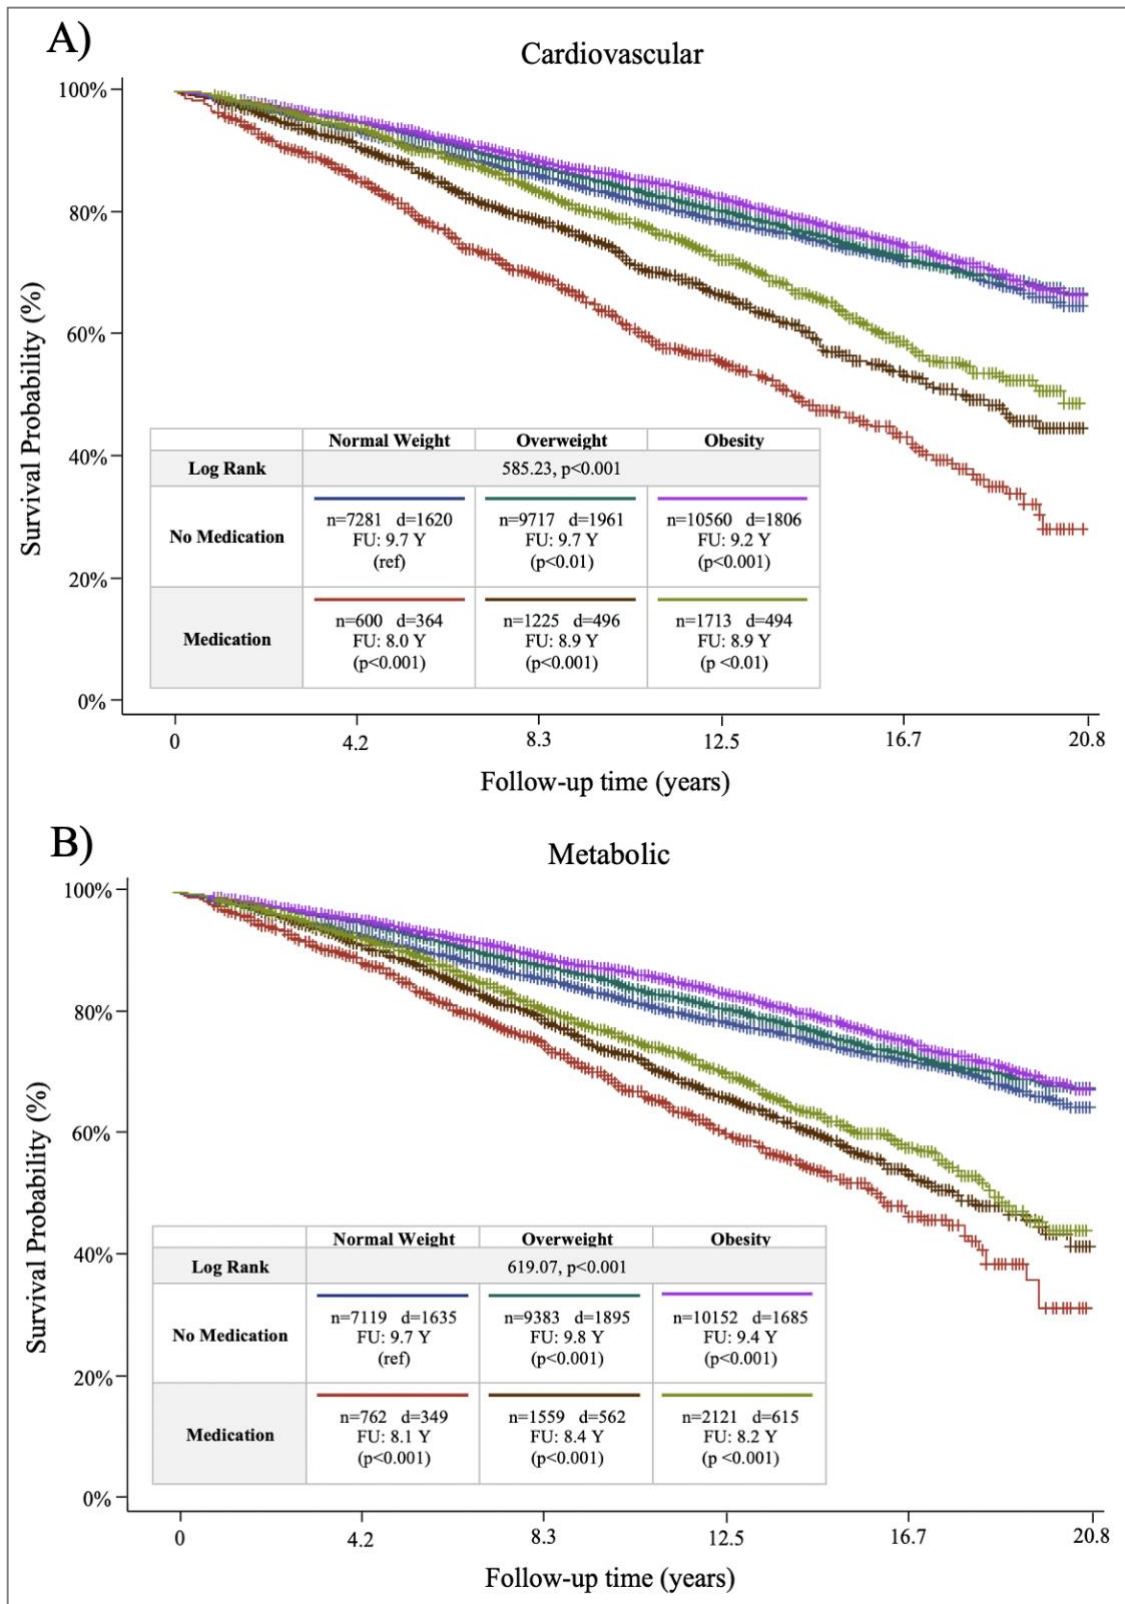 A)
Cardiovascular
Survival Probability (%)
100%
80%
60%
40%
20%
0%
Normal Weight Overweight Obesity
Log Rank 585.23, p<0.001
No Medication
n=7281 d=1620 n=9717 d=1961 n=10560 d=1806
FU: 9.7 Y FU: 9.7 Y FU: 9.2 Y
(ref) (p<0.01) (p<0.001)
Medication
n=600 d=364 n=1225 d=496 n=1713 d=494
FU: 8.0 Y FU: 8.9 Y FU: 8.9 Y
(p<0.001) (p<0.001) (p <0.01)
0 4.2 8.3 12.5 16.7 20.8
Follow-up time (years)
B)
Metabolic
Survival Probability (%)
100%
80%
60%
40%
20%
0%
Normal Weight Overweight Obesity
Log Rank 619.07, p<0.001
No Medication
n=7119 d=1635 n=9383 d=1895 n=10152 d=1685
FU: 9.7 Y FU: 9.8 Y FU: 9.4 Y
(ref) (p<0.001) (p<0.001)
Medication
n=762 d=349 n=1559 d=562 n=2121 d=615
FU: 8.1 Y FU: 8.4 Y FU: 8.2 Y
(p<0.001) (p<0.001) (p <0.001)
0 4.2 8.3 12.5 16.7 20.8
Follow-up time (years)